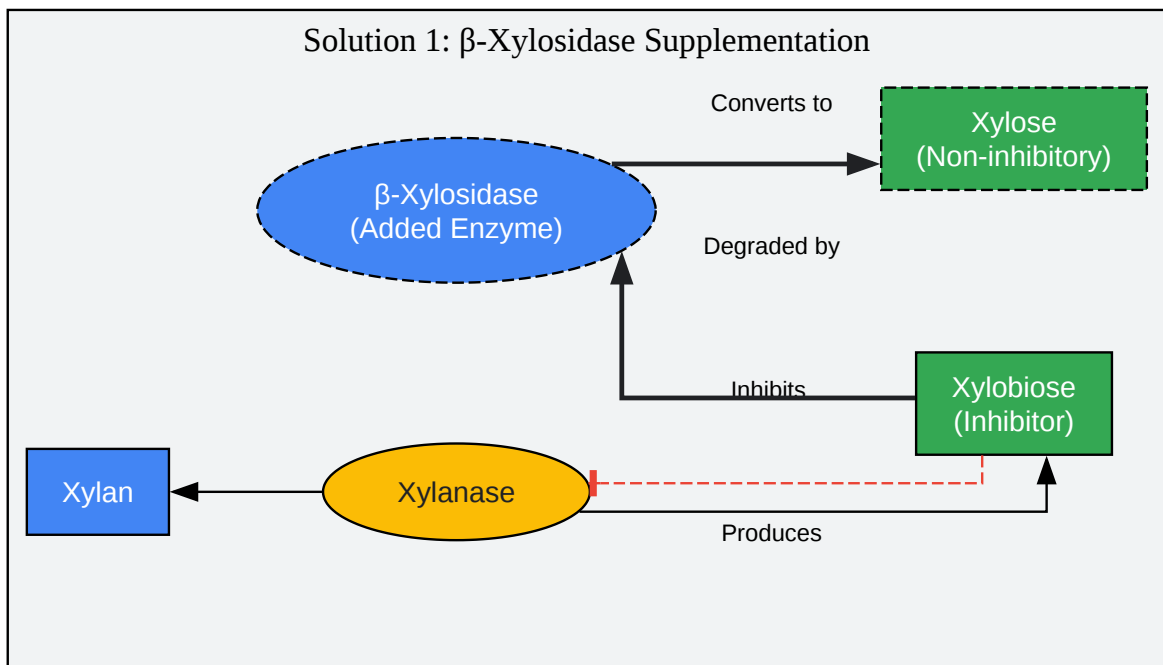 Solution 1: β-Xylosidase Supplementation
Converts to
Xylose
(Non-inhibitory)
β-Xylosidase
(Added Enzyme)
Degraded by
Inhibits
Xylobiose
(Inhibitor)
Xylan
Xylanase
Produces